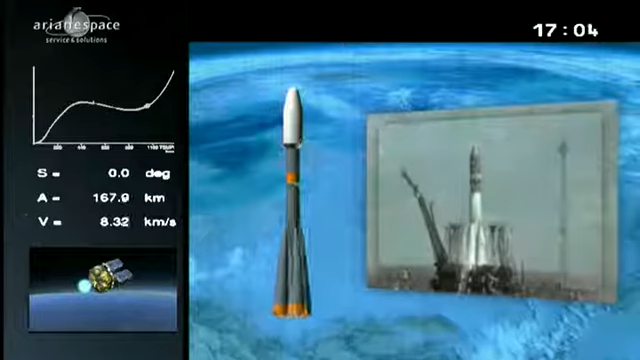 arianespace
service & solutions
17:04
S = 0.0 deg
A = 167.9 km
V = 8.32 km/s